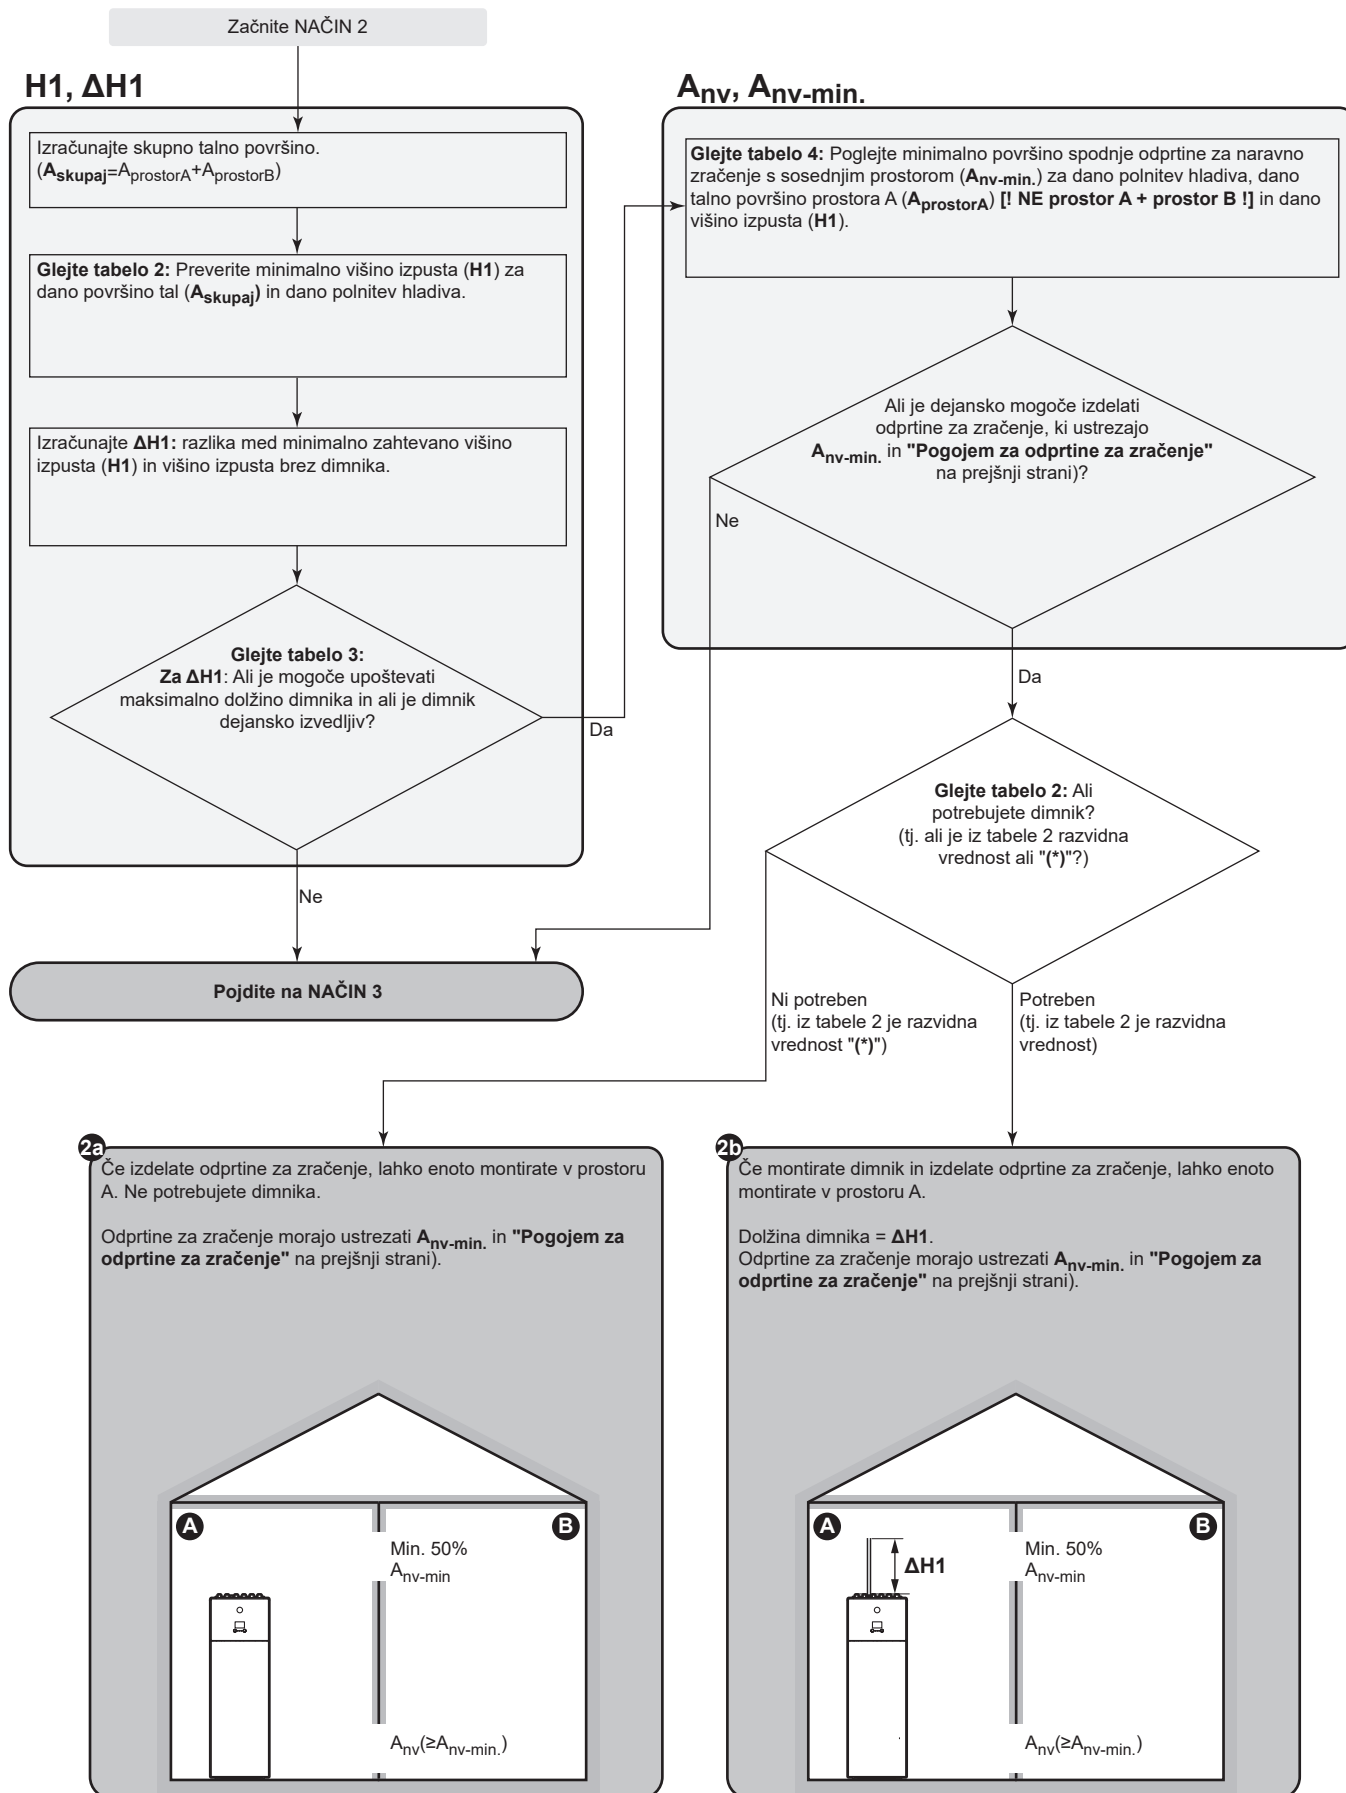 Začnite NAČIN 2
H1, ΔH1
Izračunajte skupno talno površino.
(Askupaj=AprostorA+AprostorB)
Glejte tabelo 2: Preverite minimalno višino izpusta (H1) za
dano površino tal (Askupaj) in dano polnitev hladiva.
Izračunajte ΔH1: razlika med minimalno zahtevano višino
izpusta (H1) in višino izpusta brez dimnika.
Glejte tabelo 3:
Za ΔH1: Ali je mogoče upoštevati
maksimalno dolžino dimnika in ali je dimnik
dejansko izvedljiv?
Da
Ne
Pojdite na NAČIN 3
Anv, Anv-min.
Glejte tabelo 4: Poglejte minimalno površino spodnje odprtine za naravno
zračenje s sosednjim prostorom (Anv-min.) za dano polnitev hladiva, dano
talno površino prostora A (AprostorA) [! NE prostor A + prostor B !] in dano
višino izpusta (H1).
Ali je dejansko mogoče izdelati
odprtine za zračenje, ki ustrezajo
Anv-min. in "Pogojem za odprtine za zračenje"
na prejšnji strani)?
Ne
Da
Glejte tabelo 2: Ali
potrebujete dimnik?
(tj. ali je iz tabele 2 razvidna
vrednost ali "(*)"?)
Ni potreben
(tj. iz tabele 2 je razvidna
vrednost "(*)")
Potreben
(tj. iz tabele 2 je razvidna
vrednost)
2a
Če izdelate odprtine za zračenje, lahko enoto montirate v prostoru
A. Ne potrebujete dimnika.
Odprtine za zračenje morajo ustrezati Anv-min. in "Pogojem za
odprtine za zračenje" na prejšnji strani).
A
B
Min. 50%
Anv-min
Anv(≥Anv-min.)
2b
Če montirate dimnik in izdelate odprtine za zračenje, lahko enoto
montirate v prostoru A.
Dolžina dimnika = ΔH1.
Odprtine za zračenje morajo ustrezati Anv-min. in "Pogojem za
odprtine za zračenje" na prejšnji strani).
A
B
ΔH1
Min. 50%
Anv-min
Anv(≥Anv-min.)